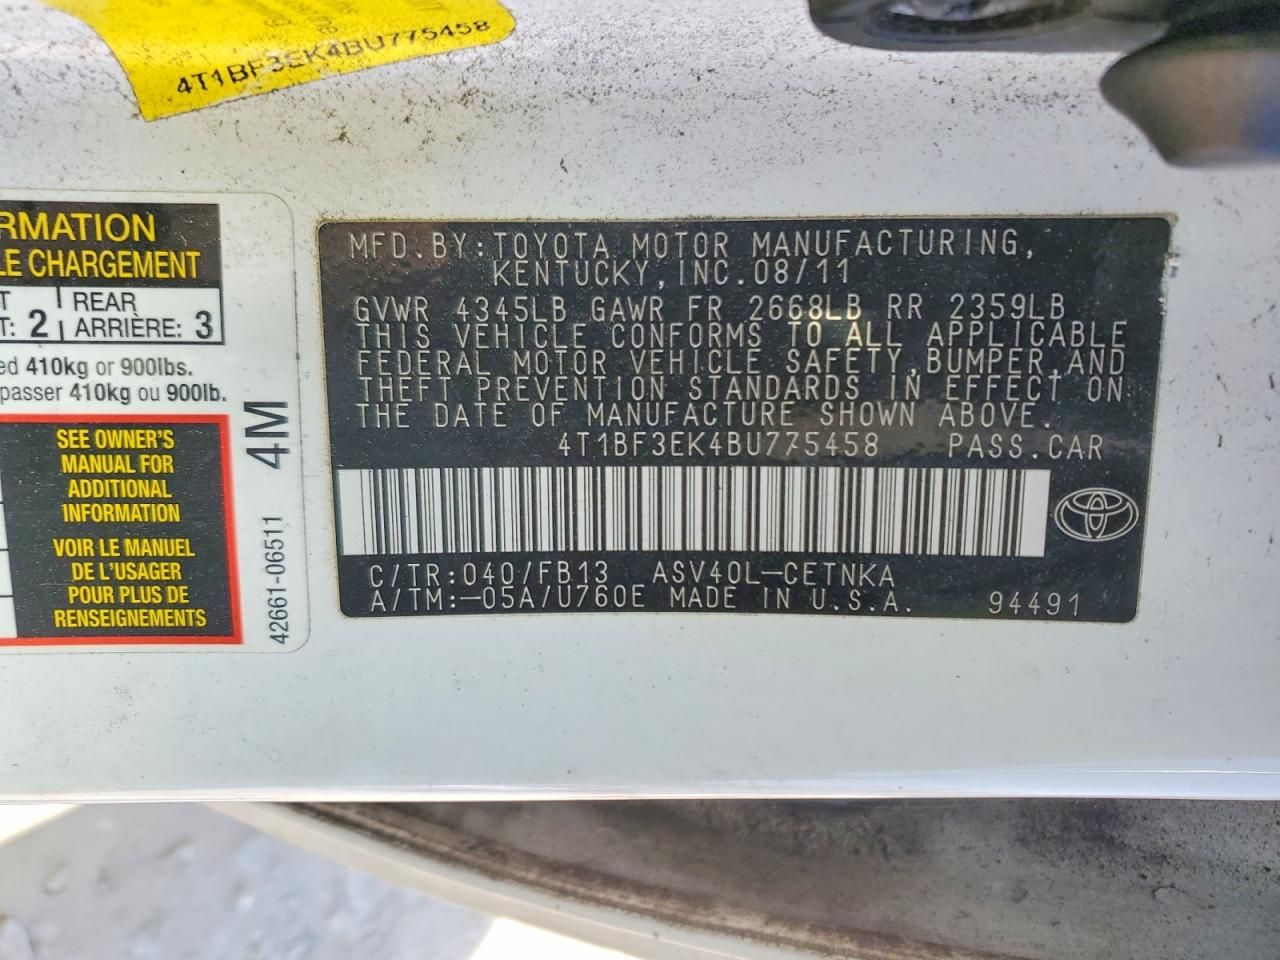 4T1BF3EK4BU775458
RMATION
LE CHARGEMENT
T REAR
T: 2 ARRIÈRE: 3
ed 410kg or 900lbs.
passer 410kg ou 900lb.
SEE OWNER'S
MANUAL FOR
ADDITIONAL
INFORMATION
VOIR LE MANUEL
DE L'USAGER
POUR PLUS DE
RENSEIGNEMENTS
4M
42661-06511
MFD. BY: TOYOTA MOTOR MANUFACTURING,
KENTUCKY, INC. 08/11
GVWR 4345LB GAWR FR 2668LB RR 2359LB
THIS VEHICLE CONFORMS TO ALL APPLICABLE
FEDERAL MOTOR VEHICLE SAFETY, BUMPER, AND
THEFT PREVENTION STANDARDS IN EFFECT ON
THE DATE OF MANUFACTURE SHOWN ABOVE.
4T1BF3EK4BU775458 PASS. CAR
C/TR: 040/FB13 ASV40L-CETNKA
A/TM: -05A/U760E MADE IN U.S.A. 94491